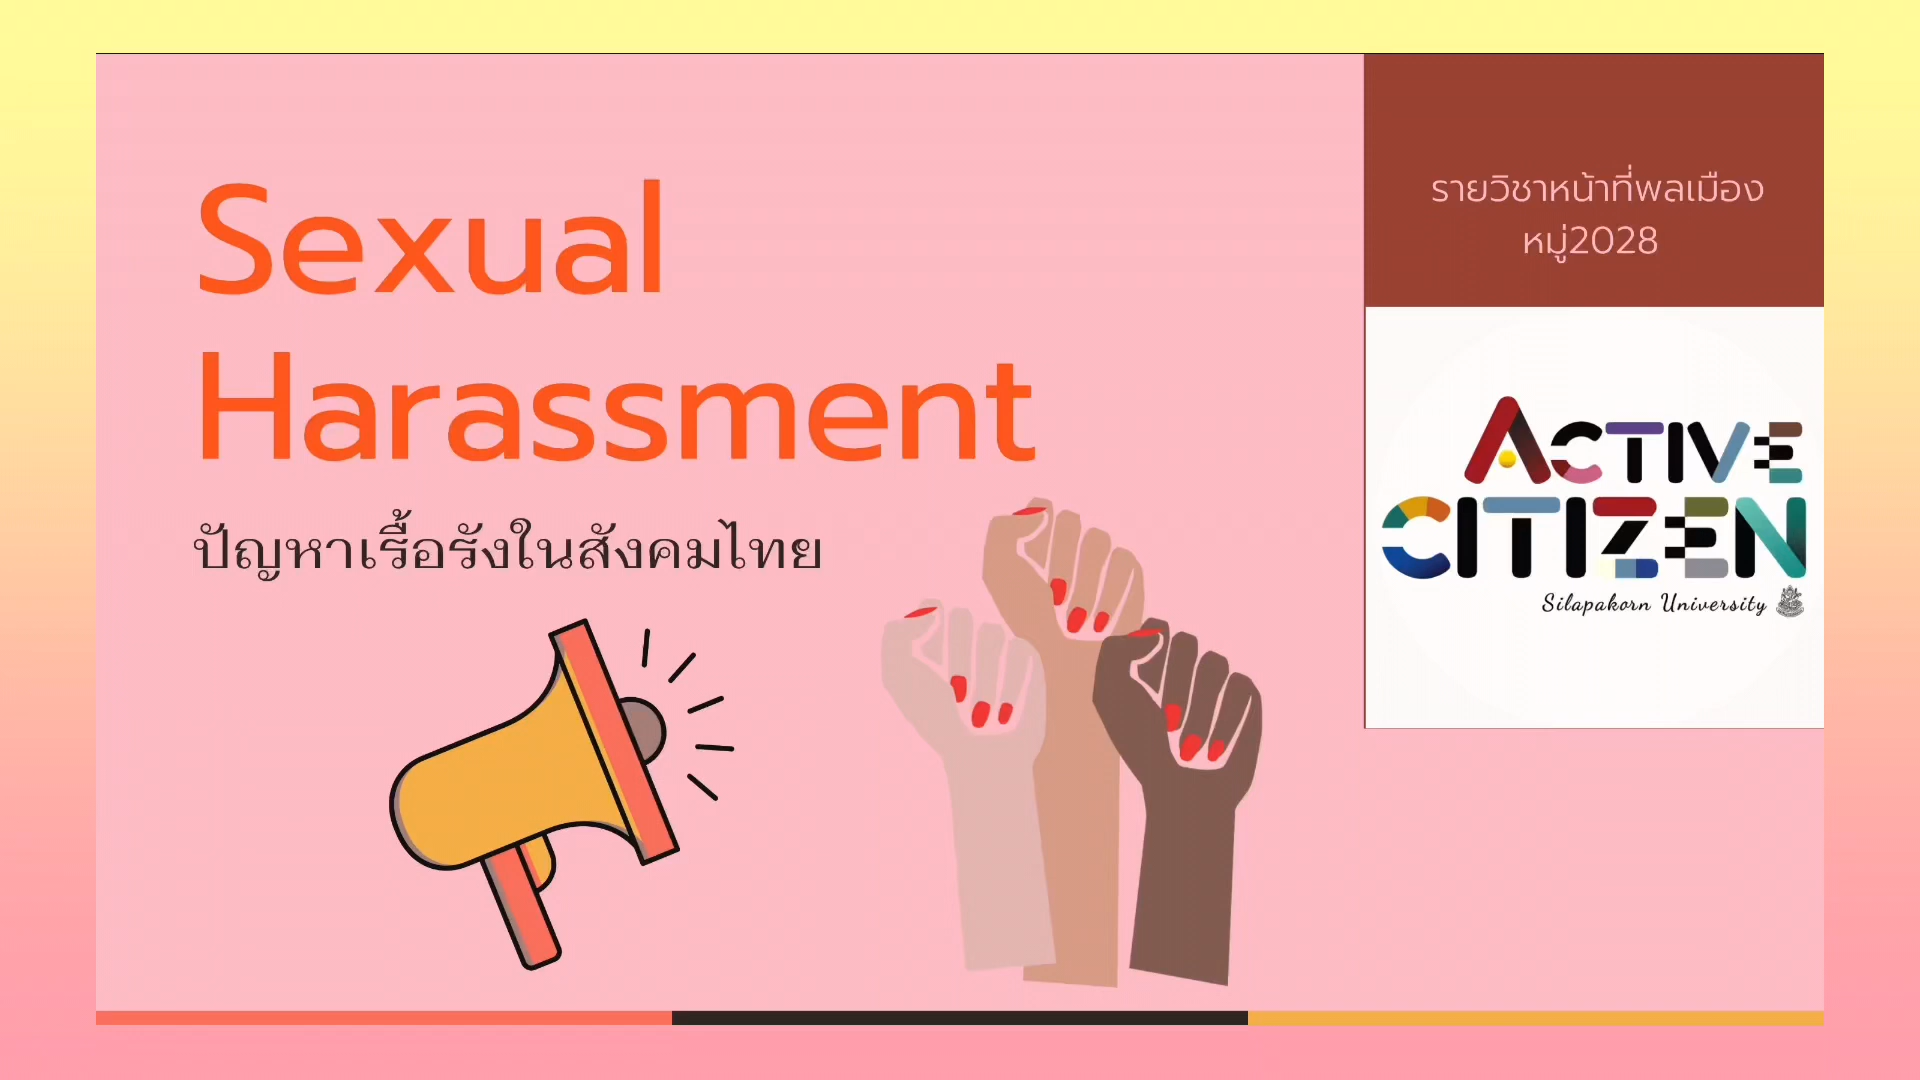 Sexual
Harassment
ปัญหาเรื้อรังในสังคมไทย
รายวิชาหน้าที่พลเมือง
หมู่2028
ACTIVE
CITIZEN
Silapakorn University